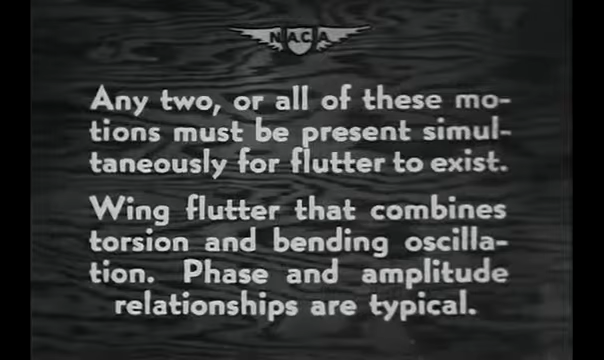 NACA
Any two, or all of these mo-
tions must be present simul-
taneously for flutter to exist.
Wing flutter that combines
torsion and bending oscilla-
tion. Phase and amplitude
relationships are typical.